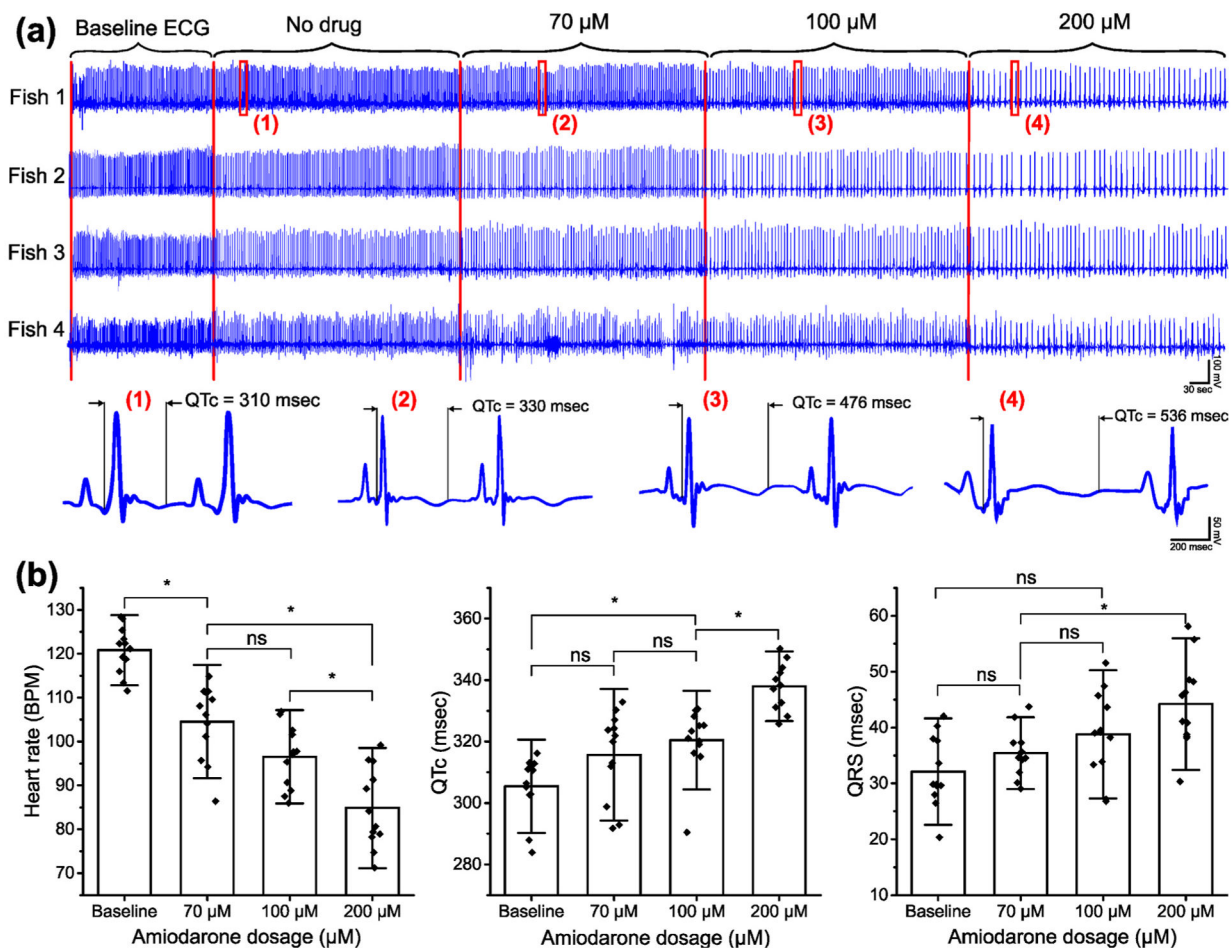 (a)
Baseline ECG No drug 70 µM 100 µM 200 µM
Fish 1
(1) (2) (3) (4)
Fish 2
Fish 3
Fish 4
100 mV
30 sec
(1) (2) (3) (4)
QTc = 310 msec QTc = 330 msec QTc = 476 msec QTc = 536 msec
50 mV
200 msec
(b)
Heart rate (BPM)
130
120
110
100
90
80
70
* * ns *
Baseline 70 µM 100 µM 200 µM
Amiodarone dosage (µM)
QTc (msec)
360
340
320
300
280
* * ns ns
Baseline 70 µM 100 µM 200 µM
Amiodarone dosage (µM)
QRS (msec)
60
50
40
30
20
10
ns * ns ns
Baseline 70 µM 100 µM 200 µM
Amiodarone dosage (µM)